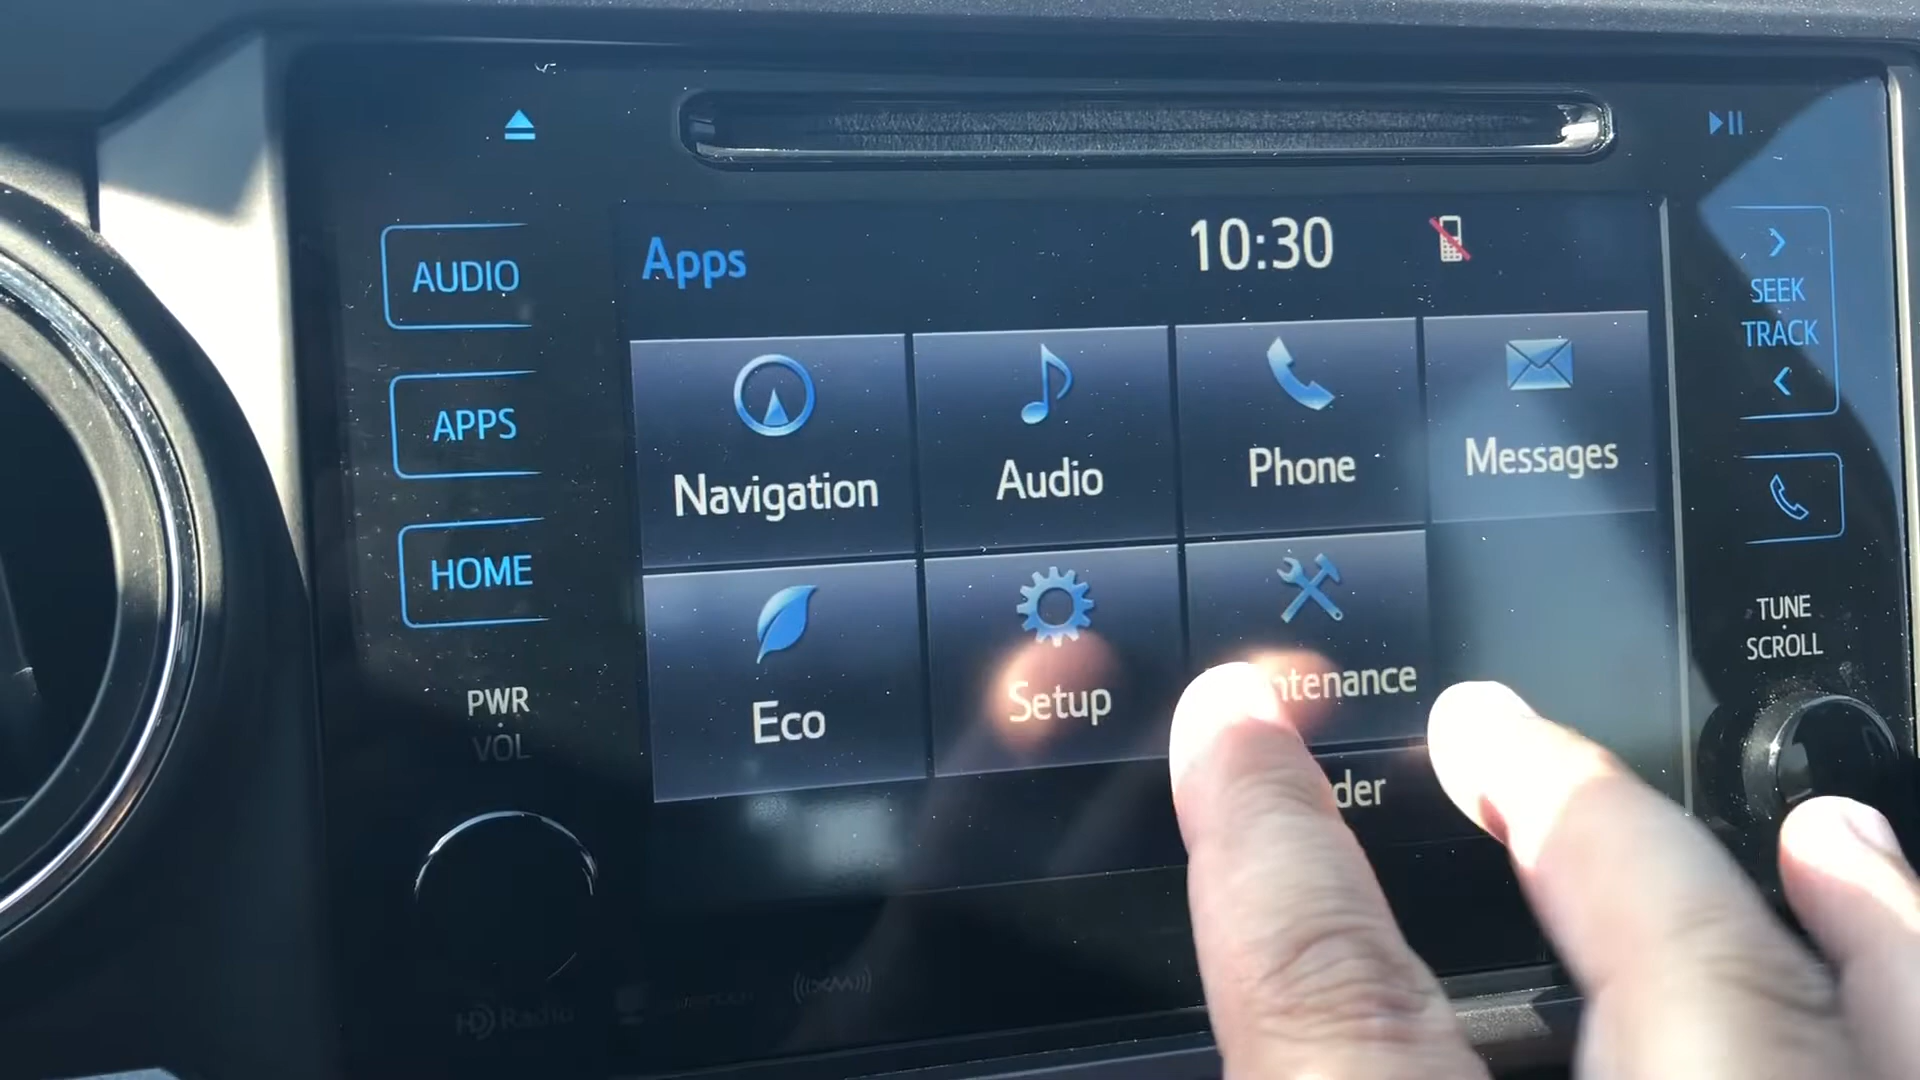 AUDIO
APPS
HOME
PWR
VOL
Apps
10:30
Navigation
Audio
Phone
Messages
Eco
Setup
ntenance
der
SEEK
TRACK
TUNE
SCROLL
HD Radio
((XM))